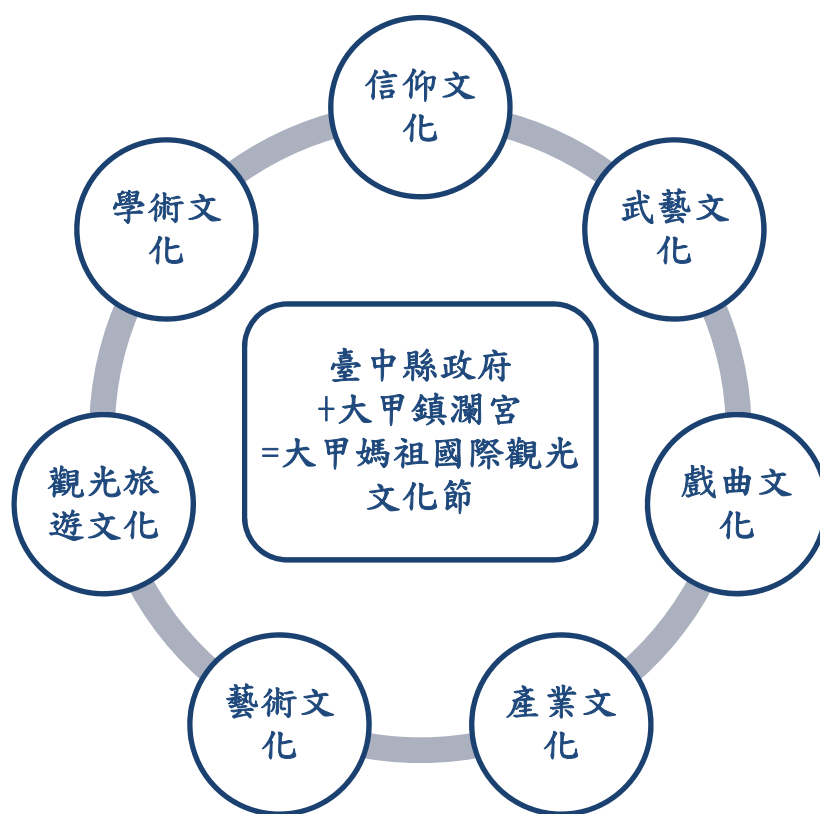 信仰文
化
學術文
化
武藝文
化
臺中縣政府
+大甲鎮瀾宮
=大甲媽祖國際觀光
文化節
觀光旅
遊文化
戲曲文
化
藝術文
化
產業文
化